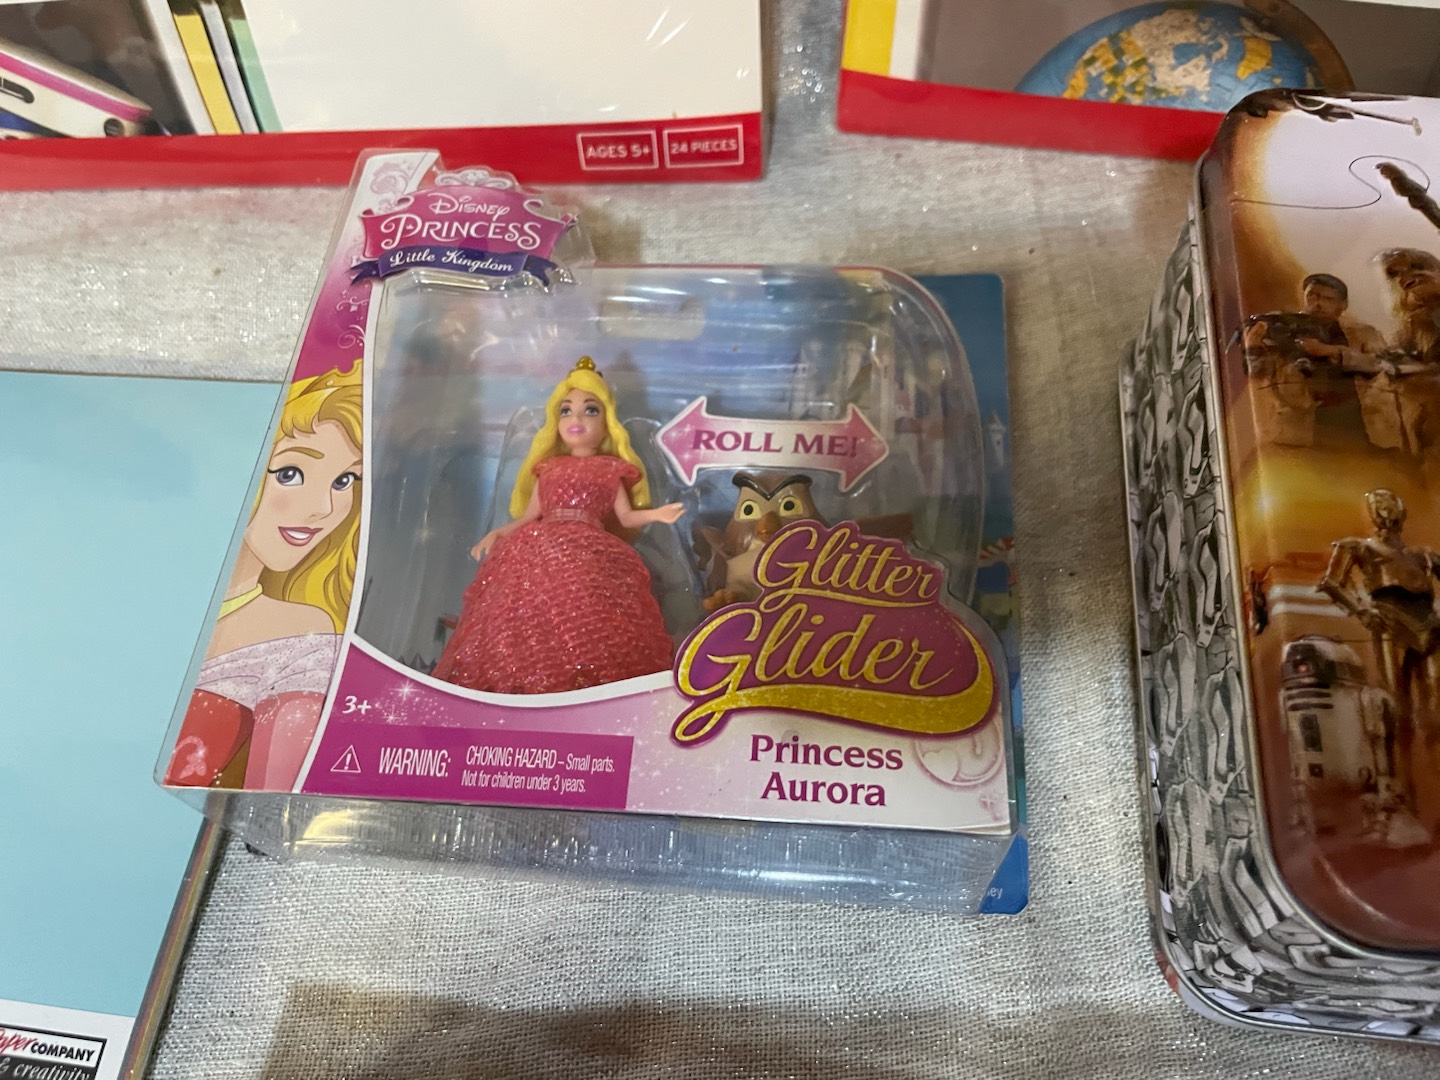 AGES 5+
24 PIECES
Disney
PRINCESS
Little Kingdom
ROLL ME!
Glitter
Glider
Princess
Aurora
3+
WARNING:
CHOKING HAZARD – Small parts.
Not for children under 3 years.
COMPANY
& creativity